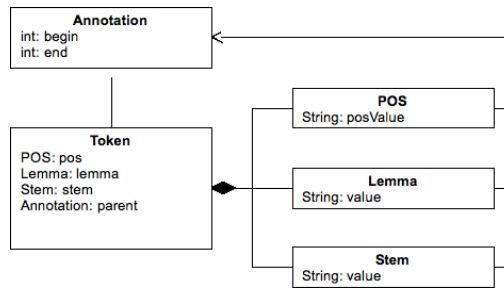 Annotation
int: begin
int: end
Token
POS: pos
Lemma: lemma
Stem: stem
Annotation: parent
POS
String: posValue
Lemma
String: value
Stem
String: value